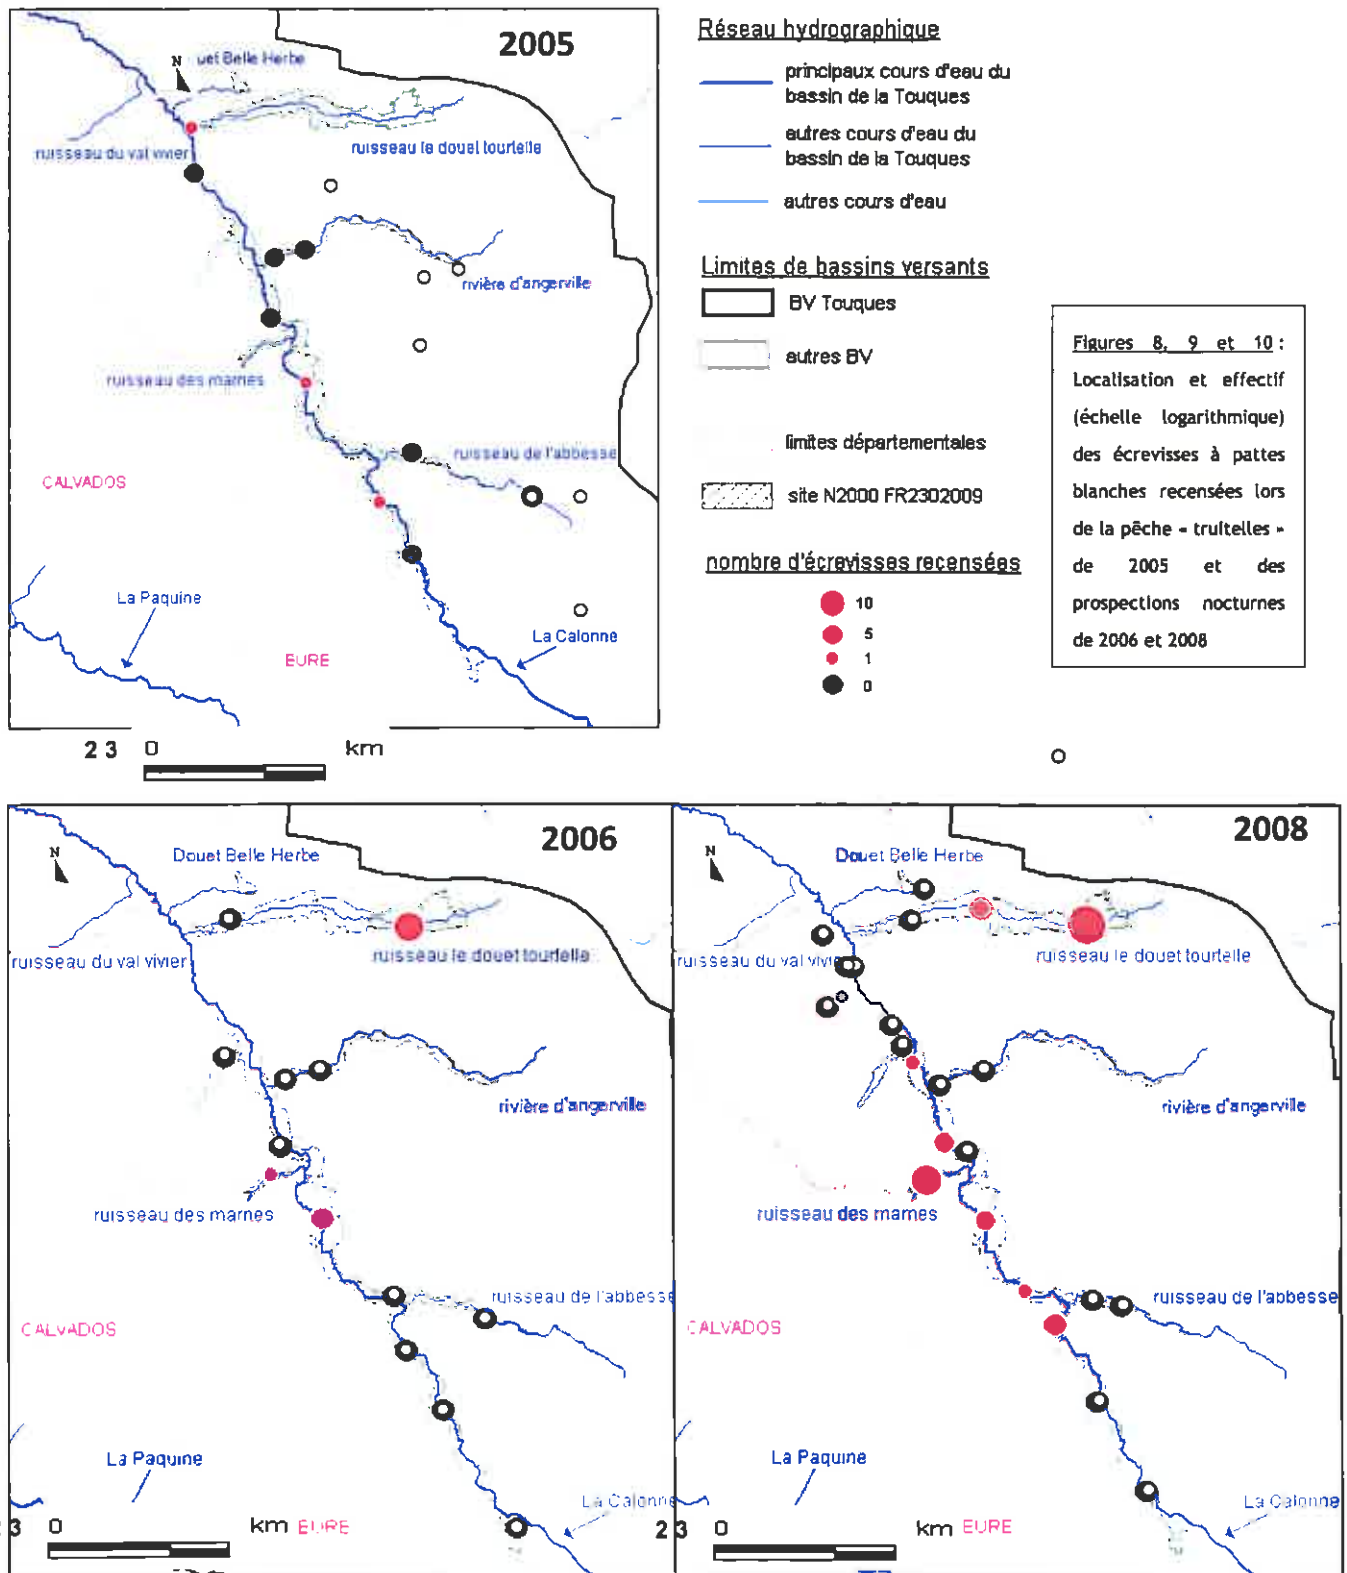 2005
N
uet Belle Herbe
ruisseau du val vivier
ruisseau le douet tourtelle
rivière d'angerville
ruisseau des marnes
ruisseau de l'abbesse
CALVADOS
La Paquine
EURE
La Calonne
2 3 0 km
Réseau hydrographique
principaux cours d'eau du
bassin de la Touques
autres cours d'eau du
bassin de la Touques
autres cours d'eau
Limites de bassins versants
BV Touques
autres BV
limites départementales
site N2000 FR2302009
nombre d'écrevisses recensées
10
5
1
0
Figures 8, 9 et 10 :
Localisation et effectif
(échelle logarithmique)
des écrevisses à pattes
blanches recensées lors
de la pêche « truitelles »
de 2005 et des
prospections nocturnes
de 2006 et 2008
2006
N
Douet Belle Herbe
ruisseau du val vivier
ruisseau le douet tourtelle
rivière d'angerville
ruisseau des marnes
ruisseau de l'abbesse
CALVADOS
La Paquine
La Calonne
3 0 km EURE
2008
N
Douet Belle Herbe
ruisseau du val vivie
ruisseau le douet tourtelle
rivière d'angerville
ruisseau des marnes
ruisseau de l'abbesse
CALVADOS
La Paquine
La Calonne
2 3 0 km EURE